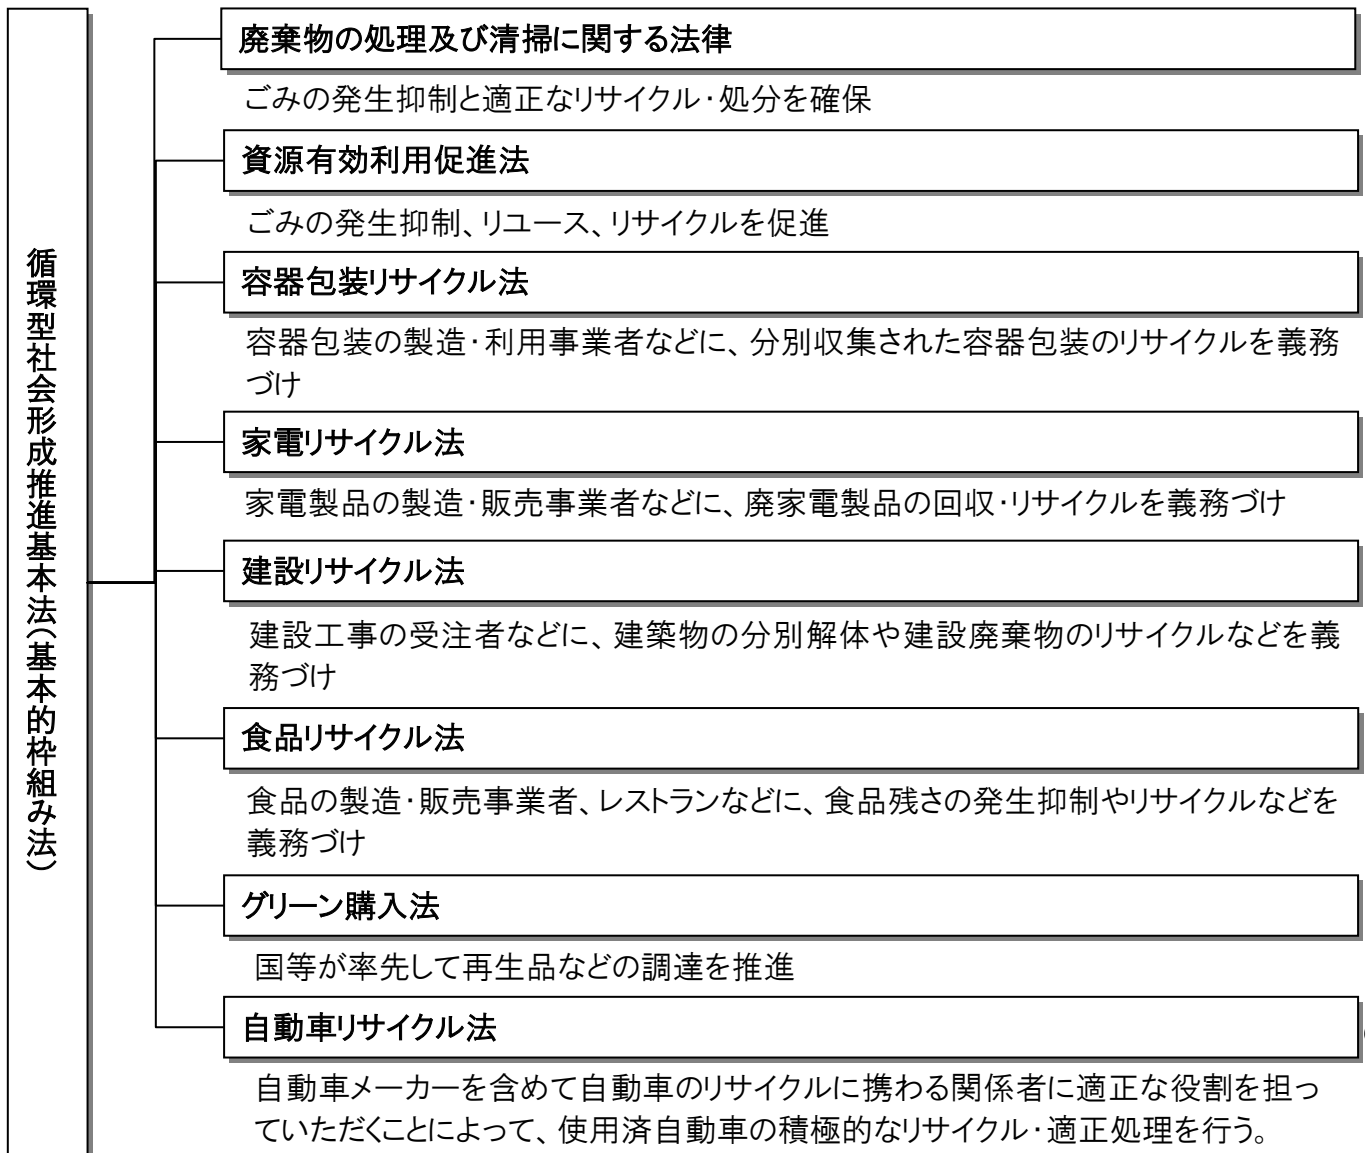 循環型社会形成推進基本法（基本的枠組み法）
廃棄物の処理及び清掃に関する法律
ごみの発生抑制と適正なリサイクル・処分を確保
資源有効利用促進法
ごみの発生抑制、リユース、リサイクルを促進
容器包装リサイクル法
容器包装の製造・利用事業者などに、分別収集された容器包装のリサイクルを義務
づけ
家電リサイクル法
家電製品の製造・販売事業者などに、廃家電製品の回収・リサイクルを義務づけ
建設リサイクル法
建設工事の受注者などに、建築物の分別解体や建設廃棄物のリサイクルなどを義
務づけ
食品リサイクル法
食品の製造・販売事業者、レストランなどに、食品残さの発生抑制やリサイクルなどを
義務づけ
グリーン購入法
国等が率先して再生品などの調達を推進
自動車リサイクル法
自動車メーカーを含めて自動車のリサイクルに携わる関係者に適正な役割を担っ
ていただくことによって、使用済自動車の積極的なリサイクル・適正処理を行う。